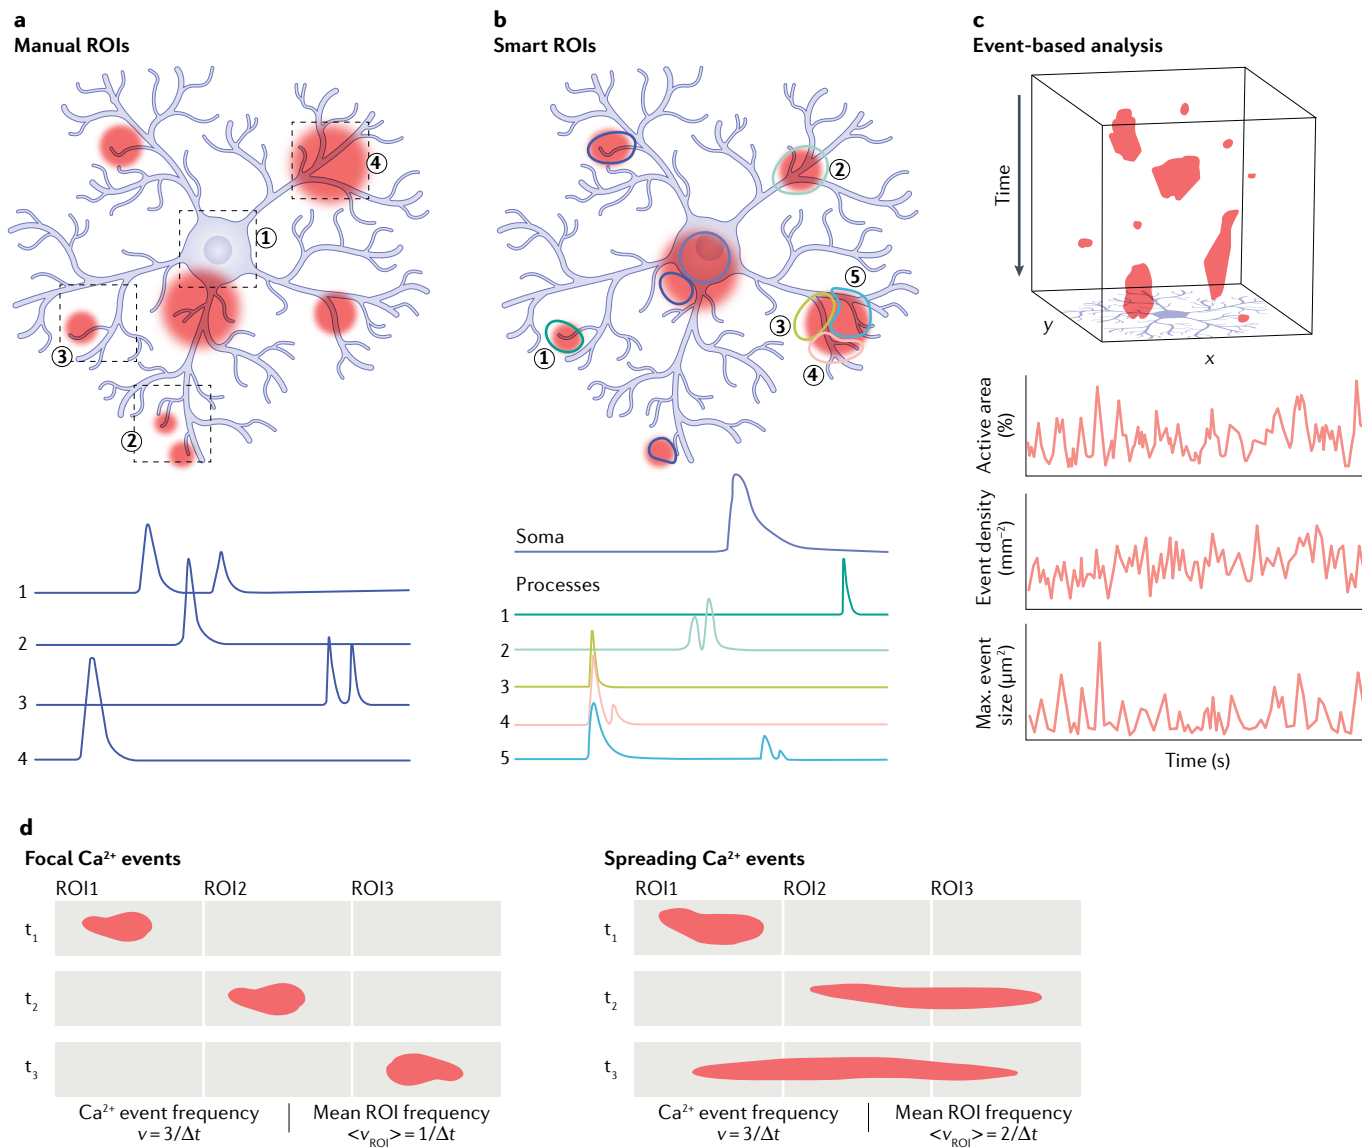 a
Manual ROIs
4
1
3
2
1
2
3
4
b
Smart ROIs
2
5
3
1
4
Soma
Processes
1
2
3
4
5
c
Event-based analysis
Time
y
x
Active area
(%)
Event density
(mm⁻²)
Max. event
size (µm²)
Time (s)
d
Focal Ca²⁺ events
ROI1 ROI2 ROI3
t₁
t₂
t₃
Ca²⁺ event frequency
v = 3/Δt
Mean ROI frequency
<v_ROI> = 1/Δt
Spreading Ca²⁺ events
ROI1 ROI2 ROI3
t₁
t₂
t₃
Ca²⁺ event frequency
v = 3/Δt
Mean ROI frequency
<v_ROI> = 2/Δt